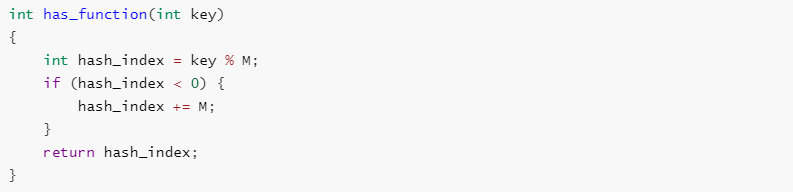 int has_function(int key)
{
    int hash_index = key % M;
    if (hash_index < 0) {
        hash_index += M;
    }
    return hash_index;
}